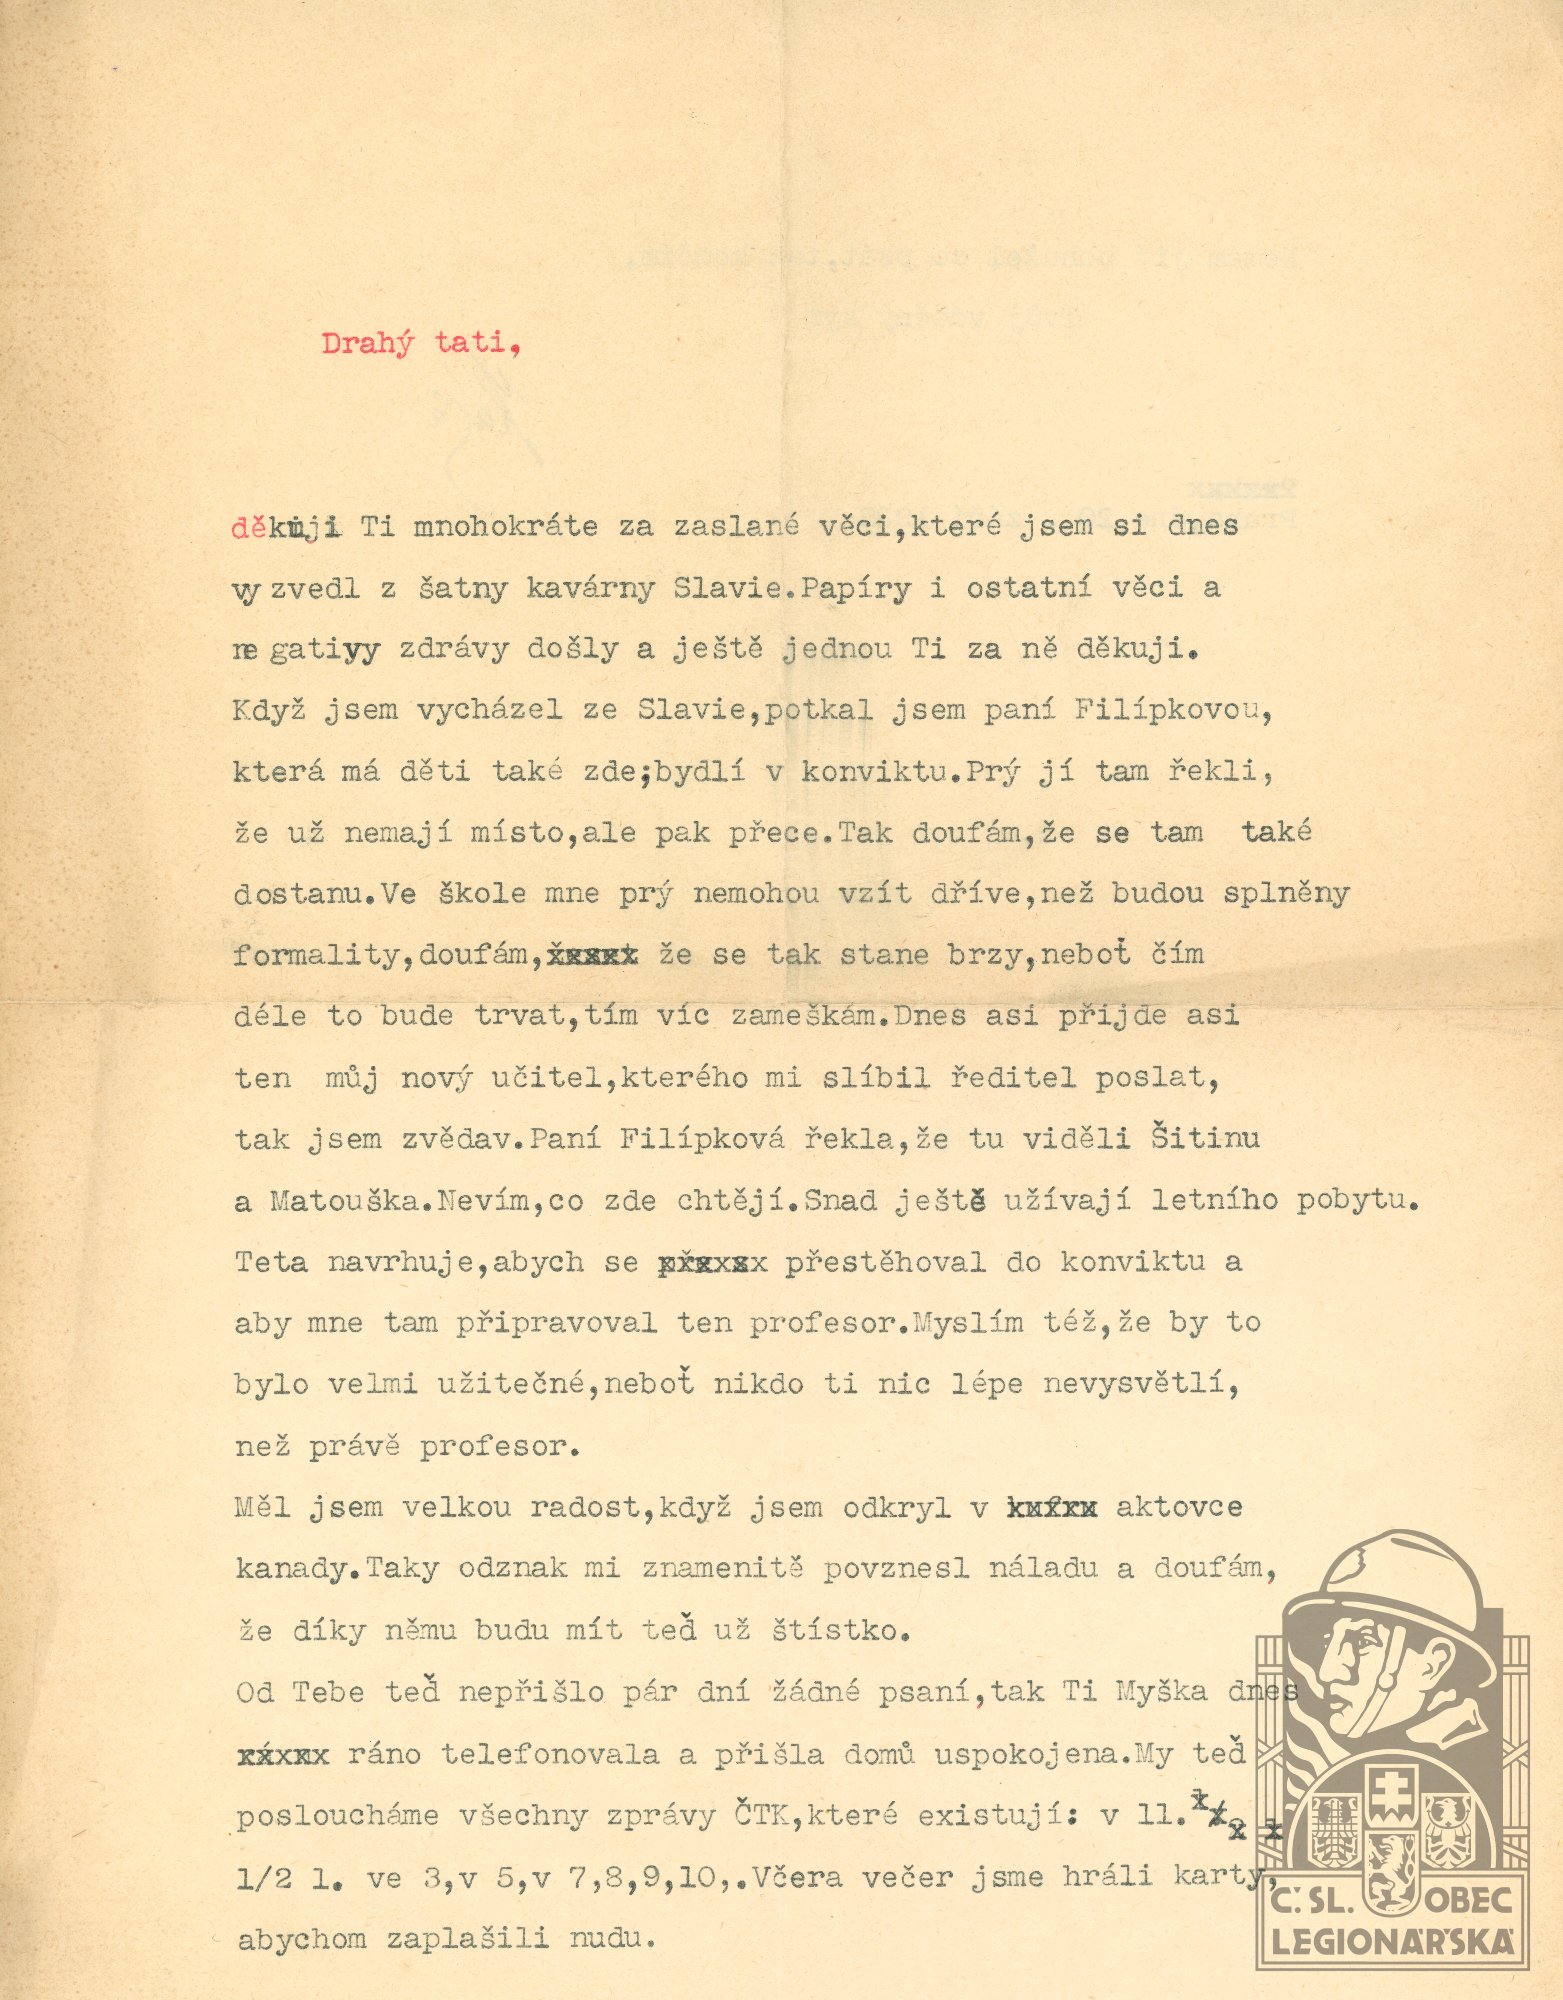 Drahý tati,
děkuji Ti mnohokráte za zaslané věci,které jsem si dnes
vyzvedl z šatny kavárny Slavie.Papíry i ostatní věci a
negativy zdrávy došly a ještě jednou Ti za ně děkuji.
Když jsem vycházel ze Slavie,potkal jsem paní Filípkovou,
která má děti také zde;bydlí v konviktu.Prý jí tam řekli,
že už nemají místo,ale pak přece.Tak doufám,že se tam také
dostanu.Ve škole mne prý nemohou vzít dříve,než budou splněny
formality,doufám, že se tak stane brzy,neboť čím
déle to bude trvat,tím víc zameškám.Dnes asi přijde asi
ten můj nový učitel,kterého mi slíbil ředitel poslat,
tak jsem zvědav.Paní Filípková řekla,že tu viděli Šitinu
a Matouška.Nevím,co zde chtějí.Snad ještě užívají letního pobytu.
Teta navrhuje,abych se přestěhoval do konviktu a
aby mne tam připravoval ten profesor.Myslím též,že by to
bylo velmi užitečné,neboť nikdo ti nic lépe nevysvětlí,
než právě profesor.
Měl jsem velkou radost,když jsem odkryl v aktovce
kanady.Taky odznak mi znamenitě povznesl náladu a doufám,
že díky němu budu mít teď už štístko.
Od Tebe teď nepřišlo pár dní žádné psaní,tak Ti Myška dnes
ráno telefonovala a přišla domů uspokojena.My teď
posloucháme všechny zprávy ČTK,které existují: v 11.
1/2 1. ve 3,v 5,v 7,8,9,10,.Včera večer jsme hráli karty,
abychom zaplašili nudu.
Č.SL. OBEC
LEGIONÁŘSKÁ